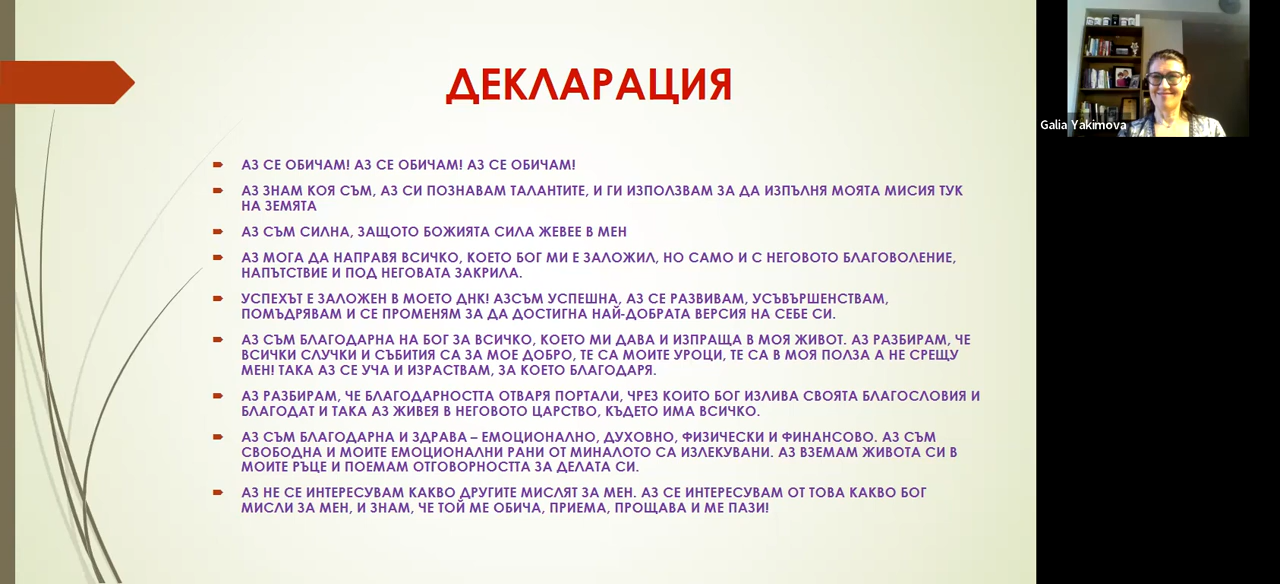 ДЕКЛАРАЦИЯ
АЗ СЕ ОБИЧАМ! АЗ СЕ ОБИЧАМ! АЗ СЕ ОБИЧАМ!
АЗ ЗНАМ КОЯ СЪМ, АЗ СИ ПОЗНАВАМ ТАЛАНТИТЕ, И ГИ ИЗПОЛЗВАМ ЗА ДА ИЗПЪЛНЯ МОЯТА МИСИЯ ТУК
НА ЗЕМЯТА
АЗ СЪМ СИЛНА, ЗАЩОТО БОЖИЯТА СИЛА ЖЕВЕЕ В МЕН
АЗ МОГА ДА НАПРАВЯ ВСИЧКО, КОЕТО БОГ МИ Е ЗАЛОЖИЛ, НО САМО И С НЕГОВОТО БЛАГОВОЛЕНИЕ,
НАПЪТСТВИЕ И ПОД НЕГОВАТА ЗАКРИЛА.
УСПЕХЪТ Е ЗАЛОЖЕН В МОЕТО ДНК! АЗСЪМ УСПЕШНА, АЗ СЕ РАЗВИВАМ, УСЪВЪРШЕНСТВАМ,
ПОМЪДРЯВАМ И СЕ ПРОМЕНЯМ ЗА ДА ДОСТИГНА НАЙ-ДОБРАТА ВЕРСИЯ НА СЕБЕ СИ.
АЗ СЪМ БЛАГОДАРНА НА БОГ ЗА ВСИЧКО, КОЕТО МИ ДАВА И ИЗПРАЩА В МОЯ ЖИВОТ. АЗ РАЗБИРАМ, ЧЕ
ВСИЧКИ СЛУЧКИ И СЪБИТИЯ СА ЗА МОЕ ДОБРО, ТЕ СА МОИТЕ УРОЦИ, ТЕ СА В МОЯ ПОЛЗА А НЕ СРЕЩУ
МЕН! ТАКА АЗ СЕ УЧА И ИЗРАСТВАМ, ЗА КОЕТО БЛАГОДАРЯ.
АЗ РАЗБИРАМ, ЧЕ БЛАГОДАРНОСТТА ОТВАРЯ ПОРТАЛИ, ЧРЕЗ КОИТО БОГ ИЗЛИВА СВОЯТА БЛАГОСЛОВИЯ И
БЛАГОДАТ И ТАКА АЗ ЖИВЕЯ В НЕГОВОТО ЦАРСТВО, КЪДЕТО ИМА ВСИЧКО.
АЗ СЪМ БЛАГОДАРНА И ЗДРАВА – ЕМОЦИОНАЛНО, ДУХОВНО, ФИЗИЧЕСКИ И ФИНАНСОВО. АЗ СЪМ
СВОБОДНА И МОИТЕ ЕМОЦИОНАЛНИ РАНИ ОТ МИНАЛОТО СА ИЗЛЕКУВАНИ. АЗ ВЗЕМАМ ЖИВОТА СИ В
МОИТЕ РЪЦЕ И ПОЕМАМ ОТГОВОРНОСТТА ЗА ДЕЛАТА СИ.
АЗ НЕ СЕ ИНТЕРЕСУВАМ КАКВО ДРУГИТЕ МИСЛЯТ ЗА МЕН. АЗ СЕ ИНТЕРЕСУВАМ ОТ ТОВА КАКВО БОГ
МИСЛИ ЗА МЕН, И ЗНАМ, ЧЕ ТОЙ МЕ ОБИЧА, ПРИЕМА, ПРОЩАВА И МЕ ПАЗИ!
Galia Yakimova